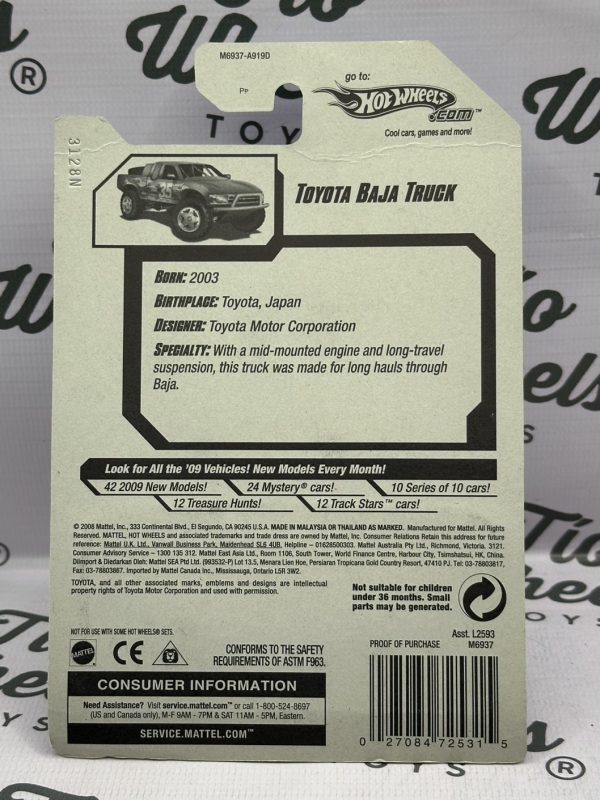 M6937-A919D
PP
go to:
HOT WHEELS
.COM™
Cool cars, games and more!
3128N
TOYOTA BAJA TRUCK
BORN: 2003
BIRTHPLACE: Toyota, Japan
DESIGNER: Toyota Motor Corporation
SPECIALTY: With a mid-mounted engine and long-travel
suspension, this truck was made for long hauls through
Baja.
Look for All the '09 Vehicles! New Models Every Month!
42 2009 New Models! 24 Mystery® cars! 10 Series of 10 cars!
12 Treasure Hunts! 12 Track Stars™ cars!
© 2008 Mattel, Inc., 333 Continental Blvd., El Segundo, CA 90245 U.S.A. MADE IN MALAYSIA OR THAILAND AS MARKED. Manufactured for Mattel. All Rights
Reserved. MATTEL, HOT WHEELS and associated trademarks and trade dress are owned by Mattel, Inc. Consumer Relations Retain this address for future
reference: Mattel U.K. Ltd., Vanwall Business Park, Maidenhead SL6 4UB. Helpline – 01628500303. Mattel Australia Pty Ltd., Richmond, Victoria. 3121.
Consumer Advisory Service – 1300 135 312. Mattel East Asia Ltd., Room 1106, South Tower, World Finance Centre, Harbour City, Tsimshatsui, HK, China.
Diimport & Diedarkan Oleh: Mattel SEA Ptd Ltd. (993532-P) Lot 13.5, Menara Lien Hoe, Persiaran Tropicana Golf Country Resort, 47410 PJ. Tel: 03-78803817,
Fax: 03-78803867. Imported by Mattel Canada Inc., Mississauga, Ontario L5R 3W2.
TOYOTA, and all other associated marks, emblems and designs are intellectual
property rights of Toyota Motor Corporation and used with permission.
Not suitable for children
under 36 months. Small
parts may be generated.
NOT FOR USE WITH SOME HOT WHEELS® SETS.
MATTEL
CE
CONFORMS TO THE SAFETY
REQUIREMENTS OF ASTM F963.
Asst. L2593
PROOF OF PURCHASE M6937
CONSUMER INFORMATION
Need Assistance? Visit service.mattel.com™ or call 1-800-524-8697
(US and Canada only), M-F 9AM - 7PM & SAT 11AM - 5PM, Eastern.
SERVICE.MATTEL.COM™
0 27084 72531 5